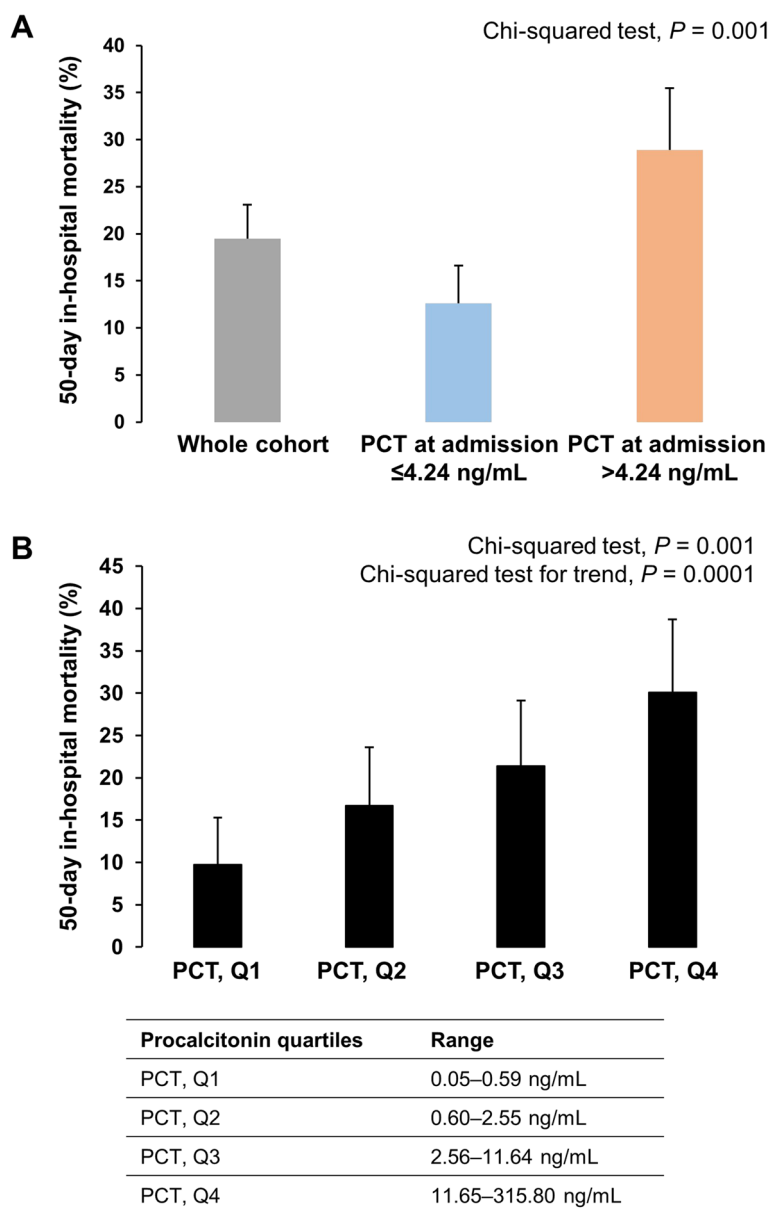 A
Chi-squared test, P = 0.001
50-day in-hospital mortality (%)
40
35
30
25
20
15
10
5
0
Whole cohort
PCT at admission
≤4.24 ng/mL
PCT at admission
>4.24 ng/mL
B
Chi-squared test, P = 0.001
Chi-squared test for trend, P = 0.0001
50-day in-hospital mortality (%)
45
40
35
30
25
20
15
10
5
0
PCT, Q1
PCT, Q2
PCT, Q3
PCT, Q4
Procalcitonin quartiles Range
PCT, Q1 0.05–0.59 ng/mL
PCT, Q2 0.60–2.55 ng/mL
PCT, Q3 2.56–11.64 ng/mL
PCT, Q4 11.65–315.80 ng/mL